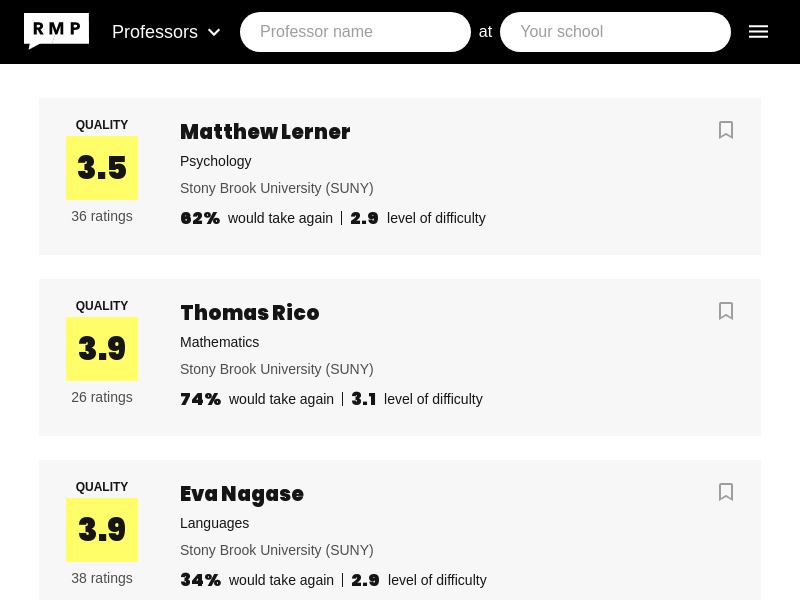 RMP
Professors
Professor name
at
Your school
QUALITY
3.5
36 ratings
Matthew Lerner
Psychology
Stony Brook University (SUNY)
62% would take again | 2.9 level of difficulty
QUALITY
3.9
26 ratings
Thomas Rico
Mathematics
Stony Brook University (SUNY)
74% would take again | 3.1 level of difficulty
QUALITY
3.9
38 ratings
Eva Nagase
Languages
Stony Brook University (SUNY)
34% would take again | 2.9 level of difficulty